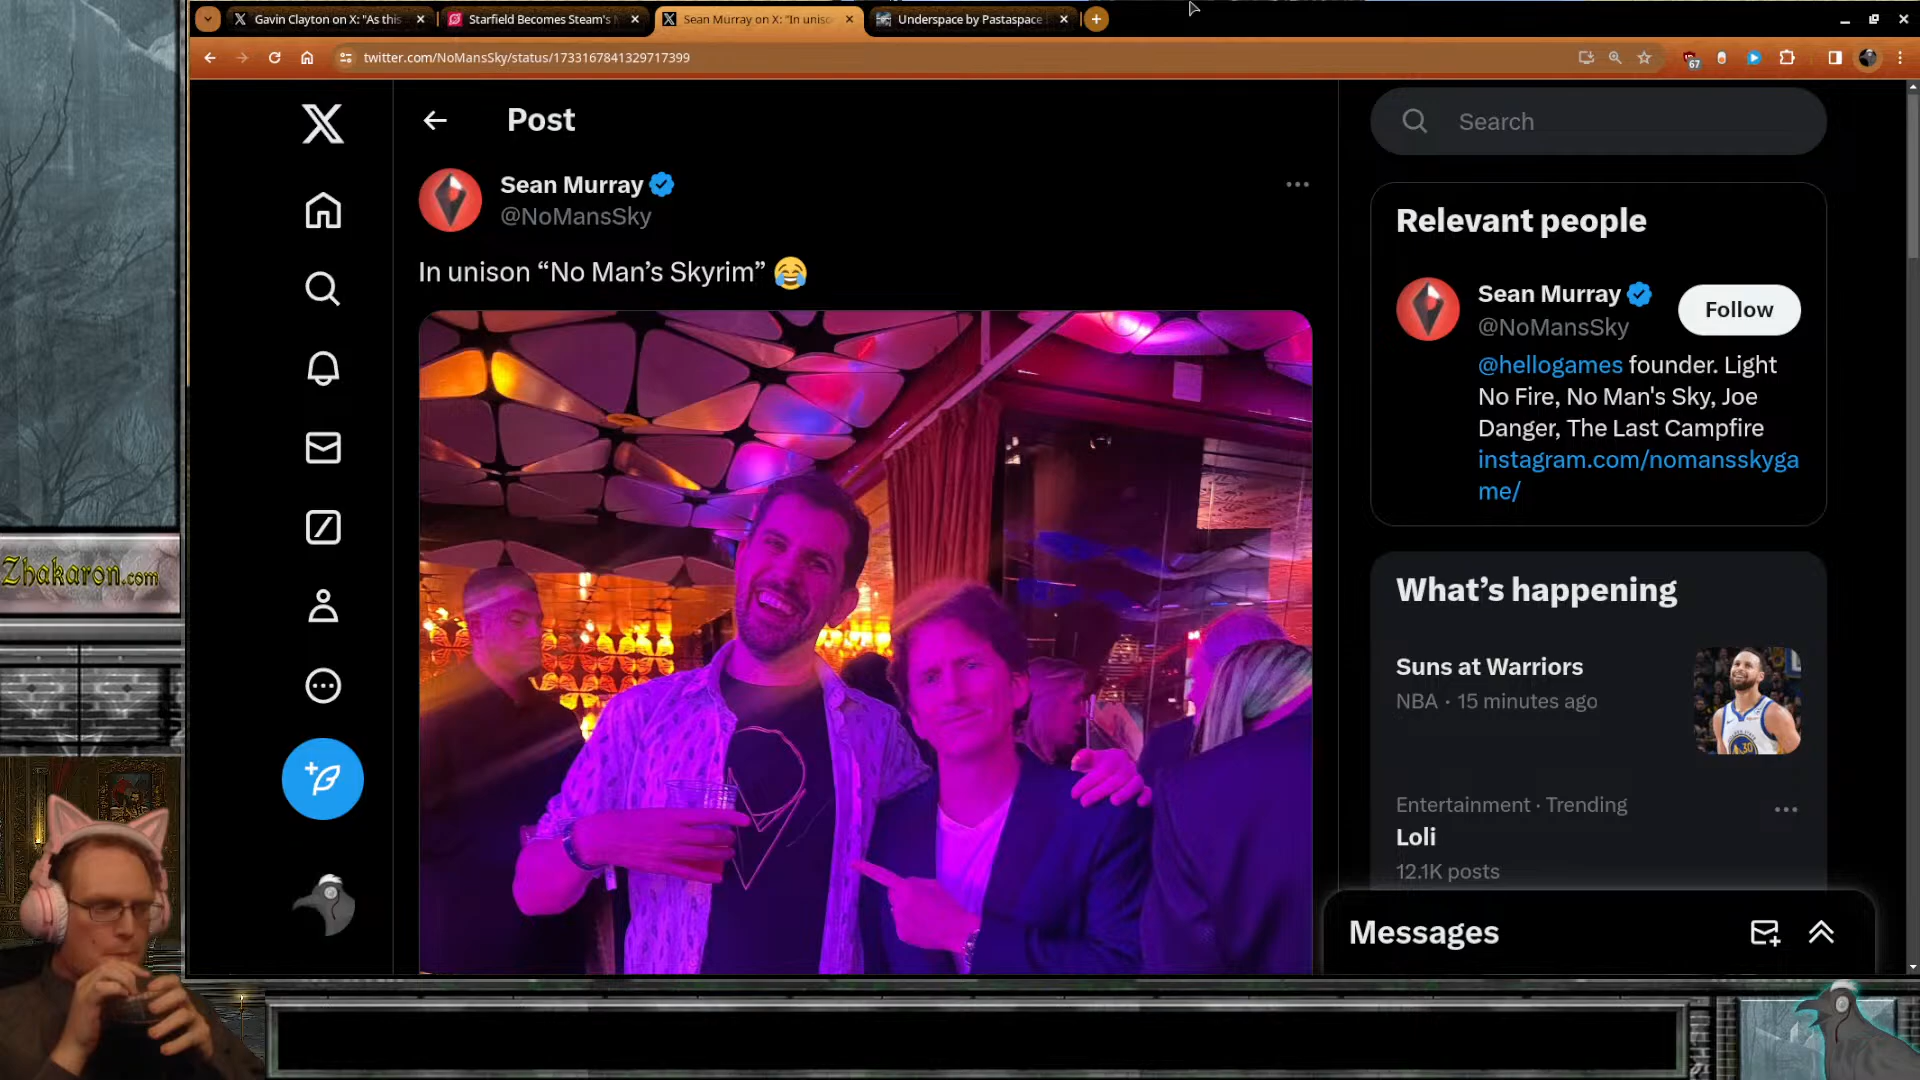 Gavin Clayton on X: "As this
Starfield Becomes Steam's
Sean Murray on X: "In uniso
Underspace by Pastaspace
twitter.com/NoMansSky/status/1733167841329717399
67
Post
Search
Sean Murray
@NoMansSky
In unison “No Man’s Skyrim” 😂
Relevant people
Sean Murray
@NoMansSky
Follow
@hellogames founder. Light
No Fire, No Man's Sky, Joe
Danger, The Last Campfire
instagram.com/nomansskyga
me/
What’s happening
Suns at Warriors
NBA · 15 minutes ago
Entertainment · Trending
Loli
12.1K posts
Messages
Zhakaron.com